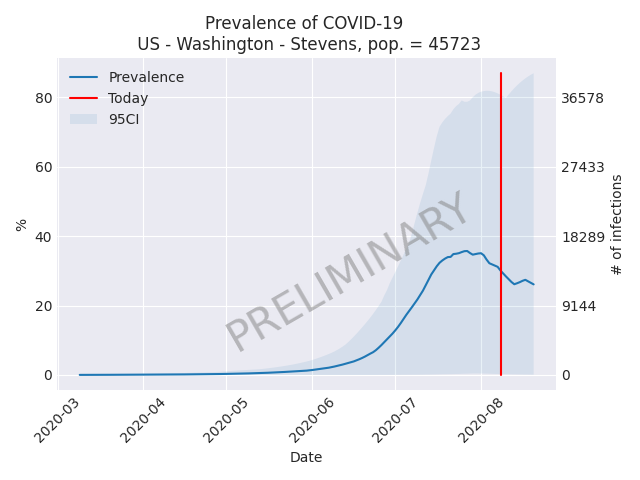 Prevalence of COVID-19
US - Washington - Stevens, pop. = 45723
Prevalence
Today
95CI
PRELIMINARY
%
80
60
40
20
0
36578
27433
18289
9144
0
# of infections
2020-03
2020-04
2020-05
2020-06
2020-07
2020-08
Date